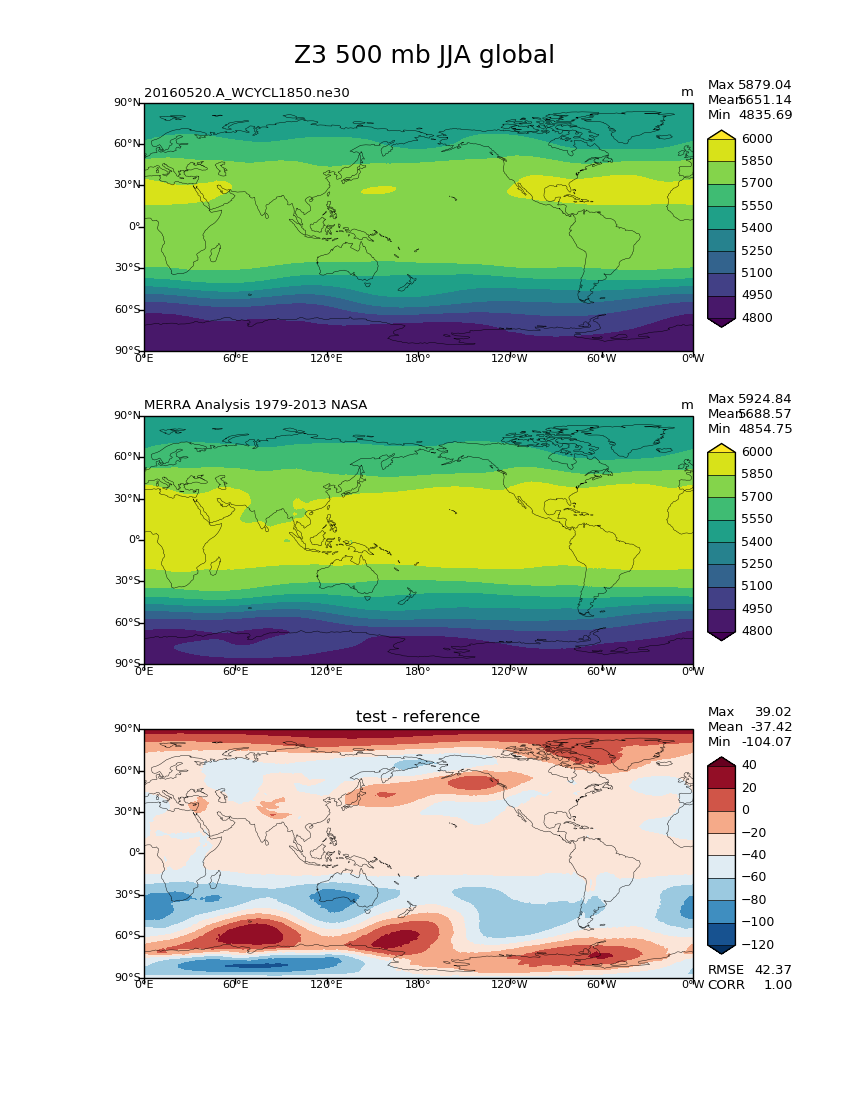 Z3 500 mb JJA global
20160520.A_WCYCL1850.ne30
m
Max 5879.04
Mean 5651.14
Min 4835.69
90°N
60°N
30°N
0°
30°S
60°S
90°S
0°E 60°E 120°E 180° 120°W 60°W 0°W
6000
5850
5700
5550
5400
5250
5100
4950
4800
MERRA Analysis 1979-2013 NASA
m
Max 5924.84
Mean 5688.57
Min 4854.75
90°N
60°N
30°N
0°
30°S
60°S
90°S
0°E 60°E 120°E 180° 120°W 60°W 0°W
6000
5850
5700
5550
5400
5250
5100
4950
4800
test - reference
Max 39.02
Mean -37.42
Min -104.07
90°N
60°N
30°N
0°
30°S
60°S
90°S
0°E 60°E 120°E 180° 120°W 60°W 0°W
40
20
0
−20
−40
−60
−80
−100
−120
RMSE 42.37
CORR 1.00